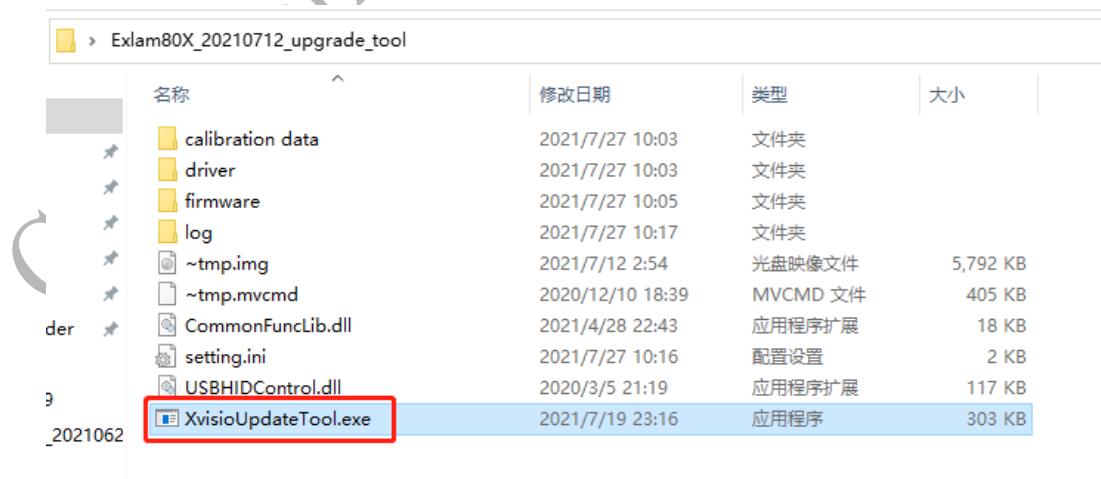 Exlam80X_20210712_upgrade_tool
名称 修改日期 类型 大小
calibration data 2021/7/27 10:03 文件夹
driver 2021/7/27 10:03 文件夹
firmware 2021/7/27 10:05 文件夹
log 2021/7/27 10:17 文件夹
~tmp.img 2021/7/12 2:54 光盘映像文件 5,792 KB
~tmp.mvcmd 2020/12/10 18:39 MVCMD 文件 405 KB
der CommonFuncLib.dll 2021/4/28 22:43 应用程序扩展 18 KB
setting.ini 2021/7/27 10:16 配置设置 2 KB
9 USBHIDControl.dll 2020/3/5 21:19 应用程序扩展 117 KB
XvisioUpdateTool.exe 2021/7/19 23:16 应用程序 303 KB
_2021062